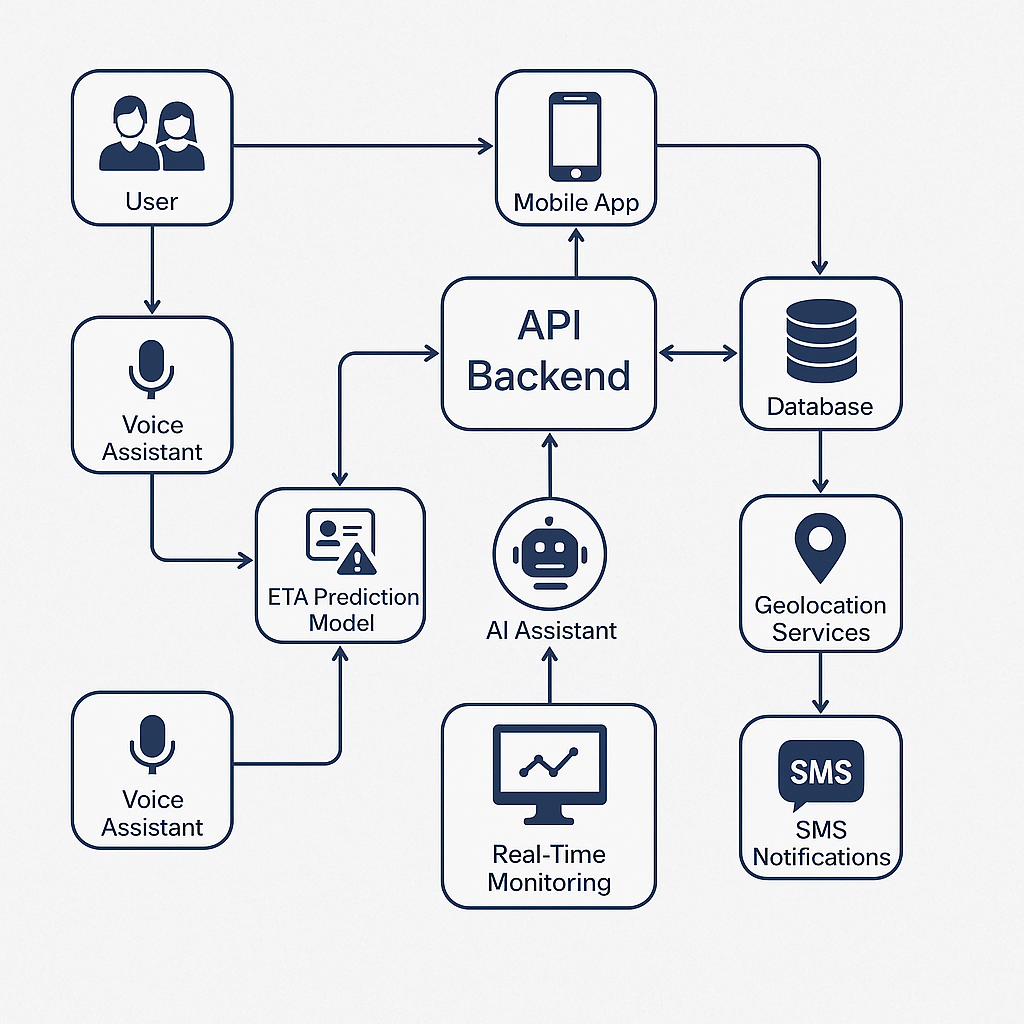 User
Mobile App
API
Backend
Database
Voice
Assistant
ETA Prediction
Model
AI Assistant
Geolocation
Services
Voice
Assistant
Real-Time
Monitoring
SMS
SMS
Notifications